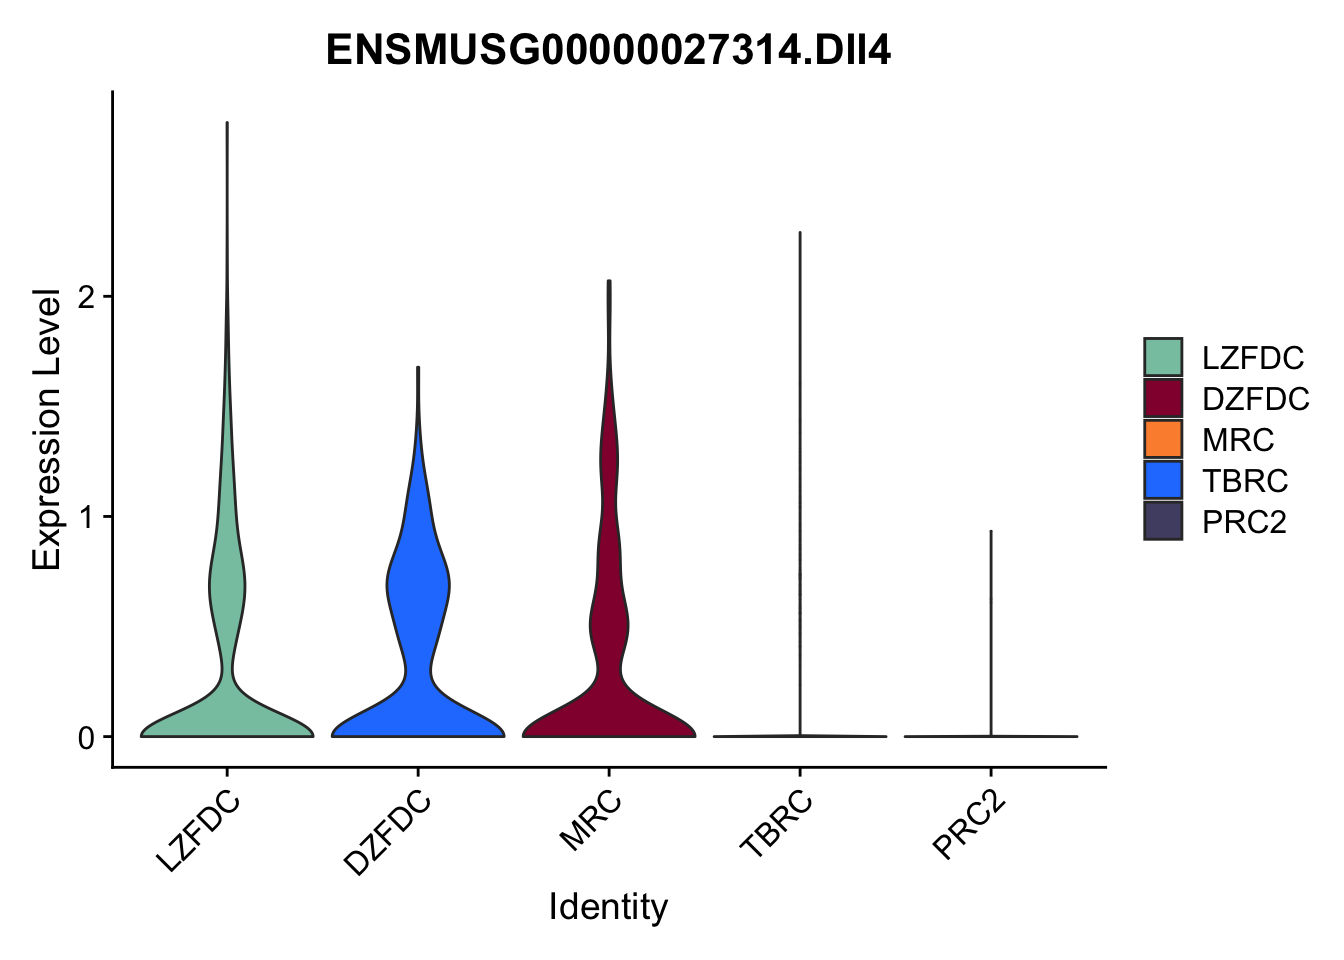 ENSMUSG00000027314.Dll4
Expression Level
2
1
0
LZFDC
DZFDC
MRC
TBRC
PRC2
Identity
LZFDC
DZFDC
MRC
TBRC
PRC2